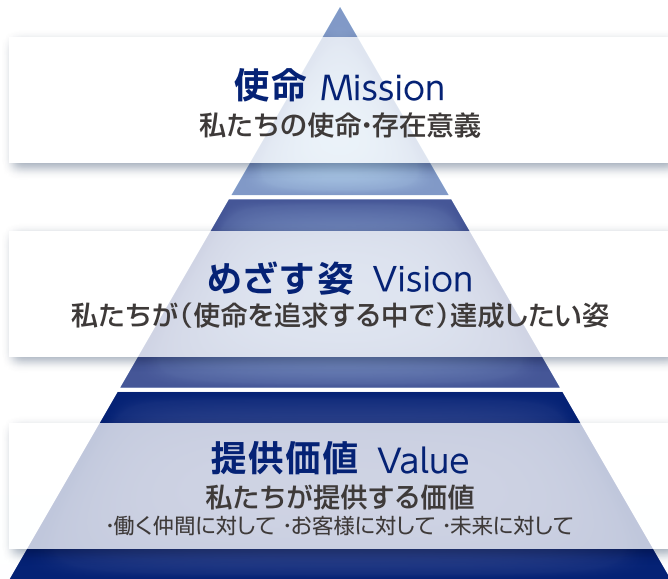 使命 Mission
私たちの使命・存在意義
めざす姿 Vision
私たちが（使命を追求する中で）達成したい姿
提供価値 Value
私たちが提供する価値
・働く仲間に対して ・お客様に対して ・未来に対して